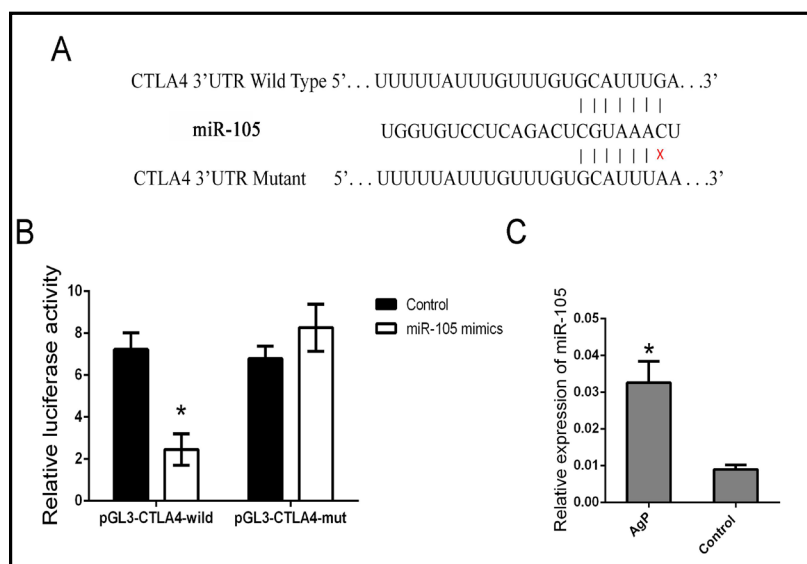 A
CTLA4 3'UTR Wild Type 5'. . . UUUUUAUUUGUUUGUGCAUUUGA. . .3'
| | | | | | |
miR-105 UGGUGUCCUCAGACUCGUAAACU
| | | | | | X
CTLA4 3'UTR Mutant 5'. . . UUUUUAUUUGUUUGUGCAUUUAA . . .3'
B
Relative luciferase activity
8
6
4
2
0
*
pGL3-CTLA4-wild pGL3-CTLA4-mut
Control
miR-105 mimics
C
Relative expression of miR-105
0.05
0.04
0.03
0.02
0.01
0.00
*
AgP Control